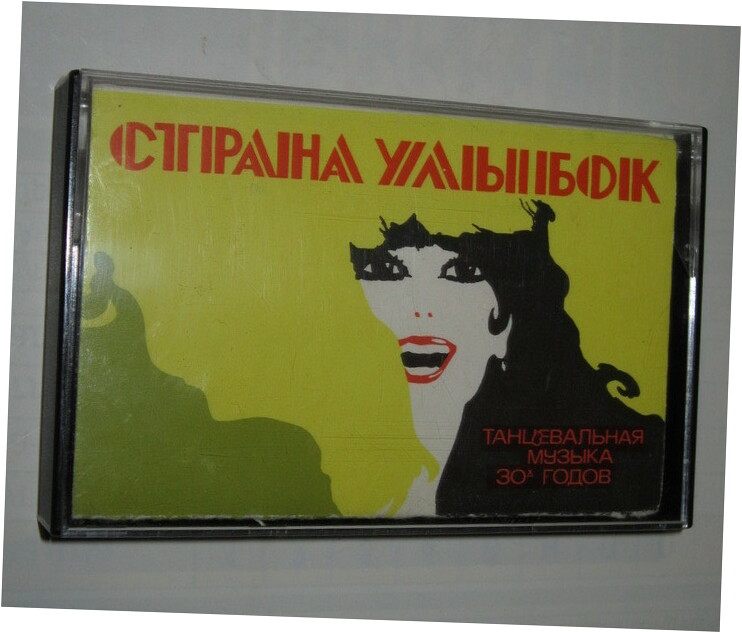 СТРАНА УЛЫБОК
ТАНЦЕВАЛЬНАЯ
МУЗЫКА
30х ГОДОВ